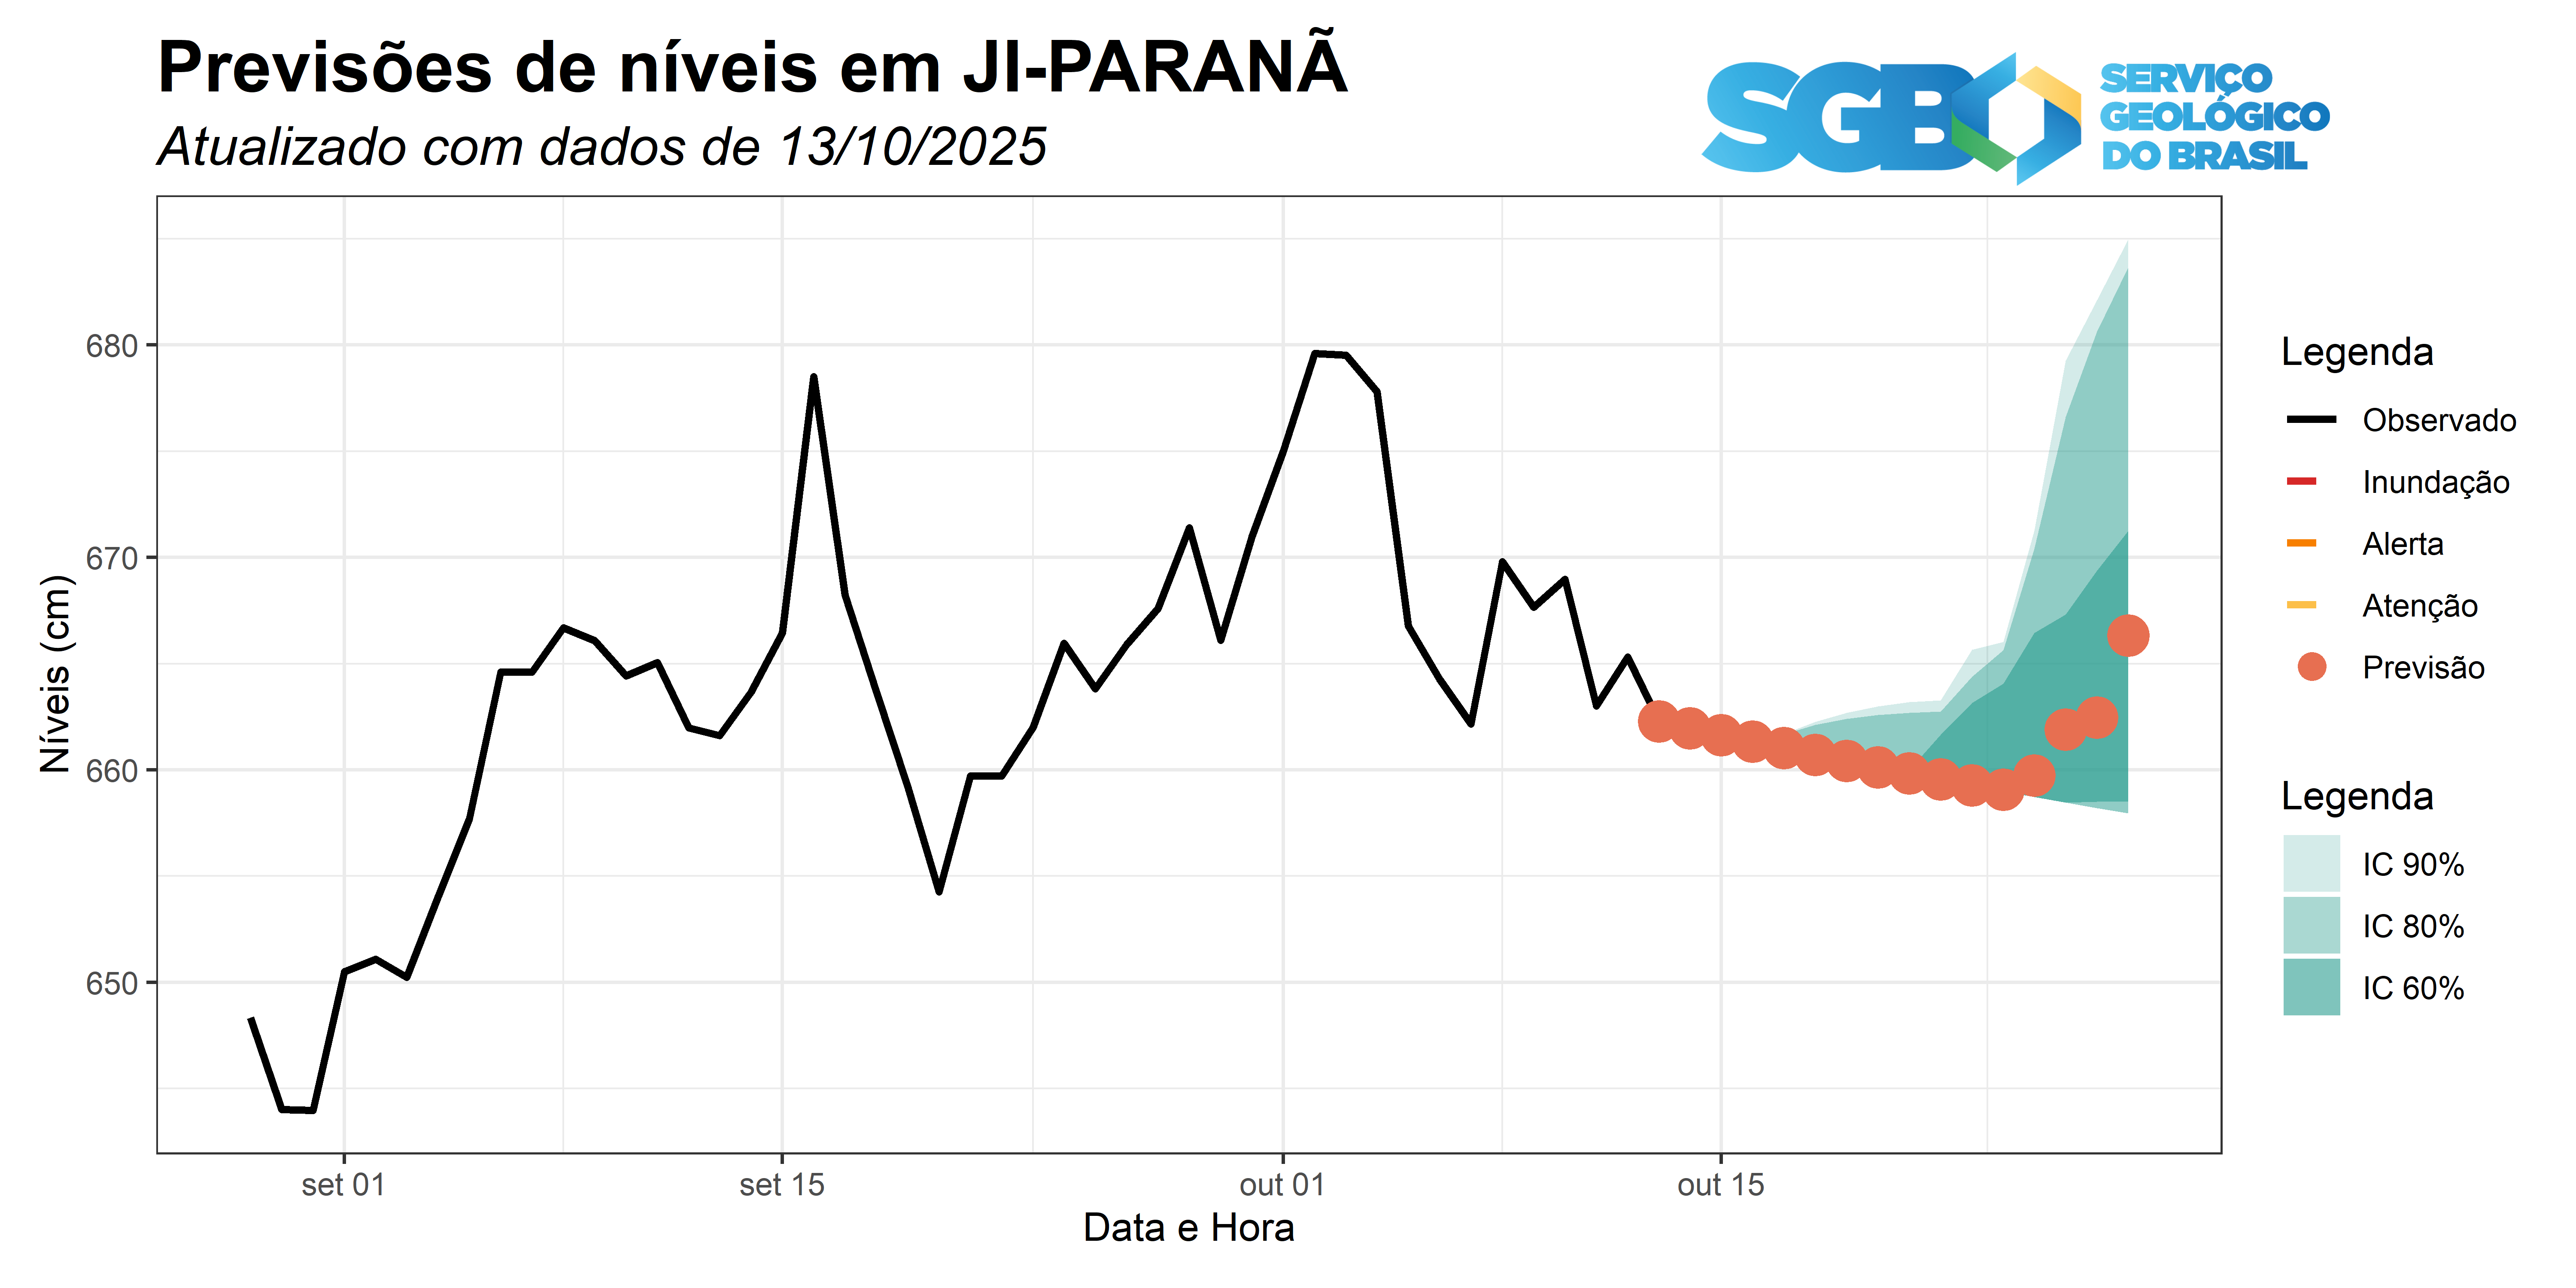 Previsões de níveis em JI-PARANÃ
Atualizado com dados de 13/10/2025
SGB
SERVIÇO
GEOLÓGICO
DO BRASIL
Níveis (cm)
680
670
660
650
set 01
set 15
out 01
out 15
Data e Hora
Legenda
Observado
Inundação
Alerta
Atenção
Previsão
Legenda
IC 90%
IC 80%
IC 60%